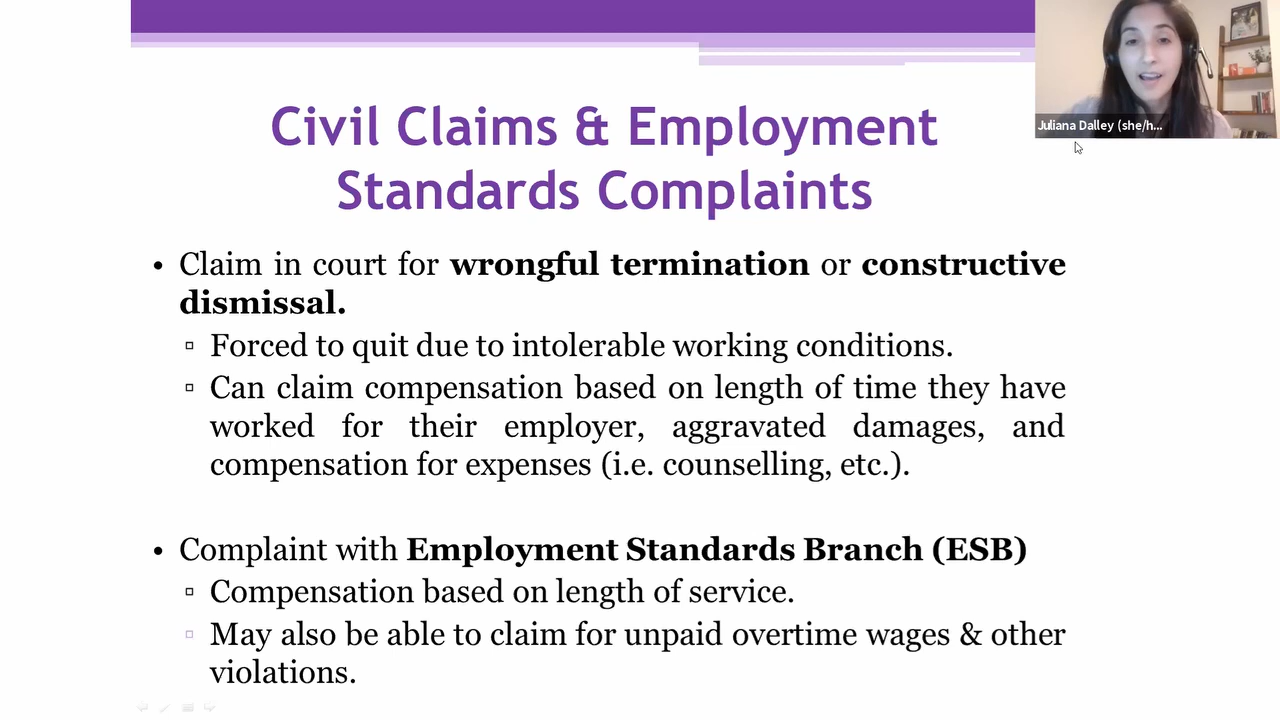 Civil Claims & Employment
Standards Complaints
Juliana Dalley (she/h...
• Claim in court for wrongful termination or constructive
dismissal.
▫ Forced to quit due to intolerable working conditions.
▫ Can claim compensation based on length of time they have
worked for their employer, aggravated damages, and
compensation for expenses (i.e. counselling, etc.).
• Complaint with Employment Standards Branch (ESB)
▫ Compensation based on length of service.
▫ May also be able to claim for unpaid overtime wages & other
violations.